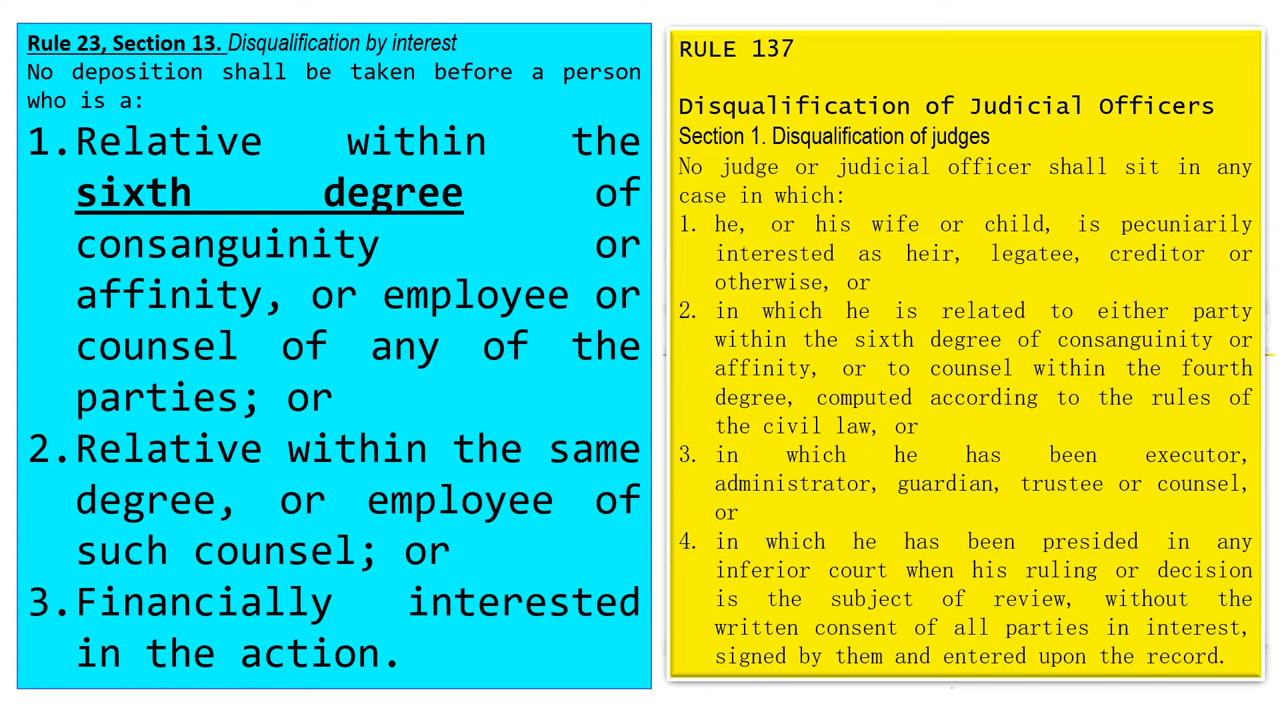 Rule 23, Section 13. Disqualification by interest
No deposition shall be taken before a person
who is a:
1. Relative within the
sixth degree of
consanguinity or
affinity, or employee or
counsel of any of the
parties; or
2. Relative within the same
degree, or employee of
such counsel; or
3. Financially interested
in the action.
RULE 137
Disqualification of Judicial Officers
Section 1. Disqualification of judges
No judge or judicial officer shall sit in any
case in which:
1. he, or his wife or child, is pecuniarily
interested as heir, legatee, creditor or
otherwise, or
2. in which he is related to either party
within the sixth degree of consanguinity or
affinity, or to counsel within the fourth
degree, computed according to the rules of
the civil law, or
3. in which he has been executor,
administrator, guardian, trustee or counsel,
or
4. in which he has been presided in any
inferior court when his ruling or decision
is the subject of review, without the
written consent of all parties in interest,
signed by them and entered upon the record.